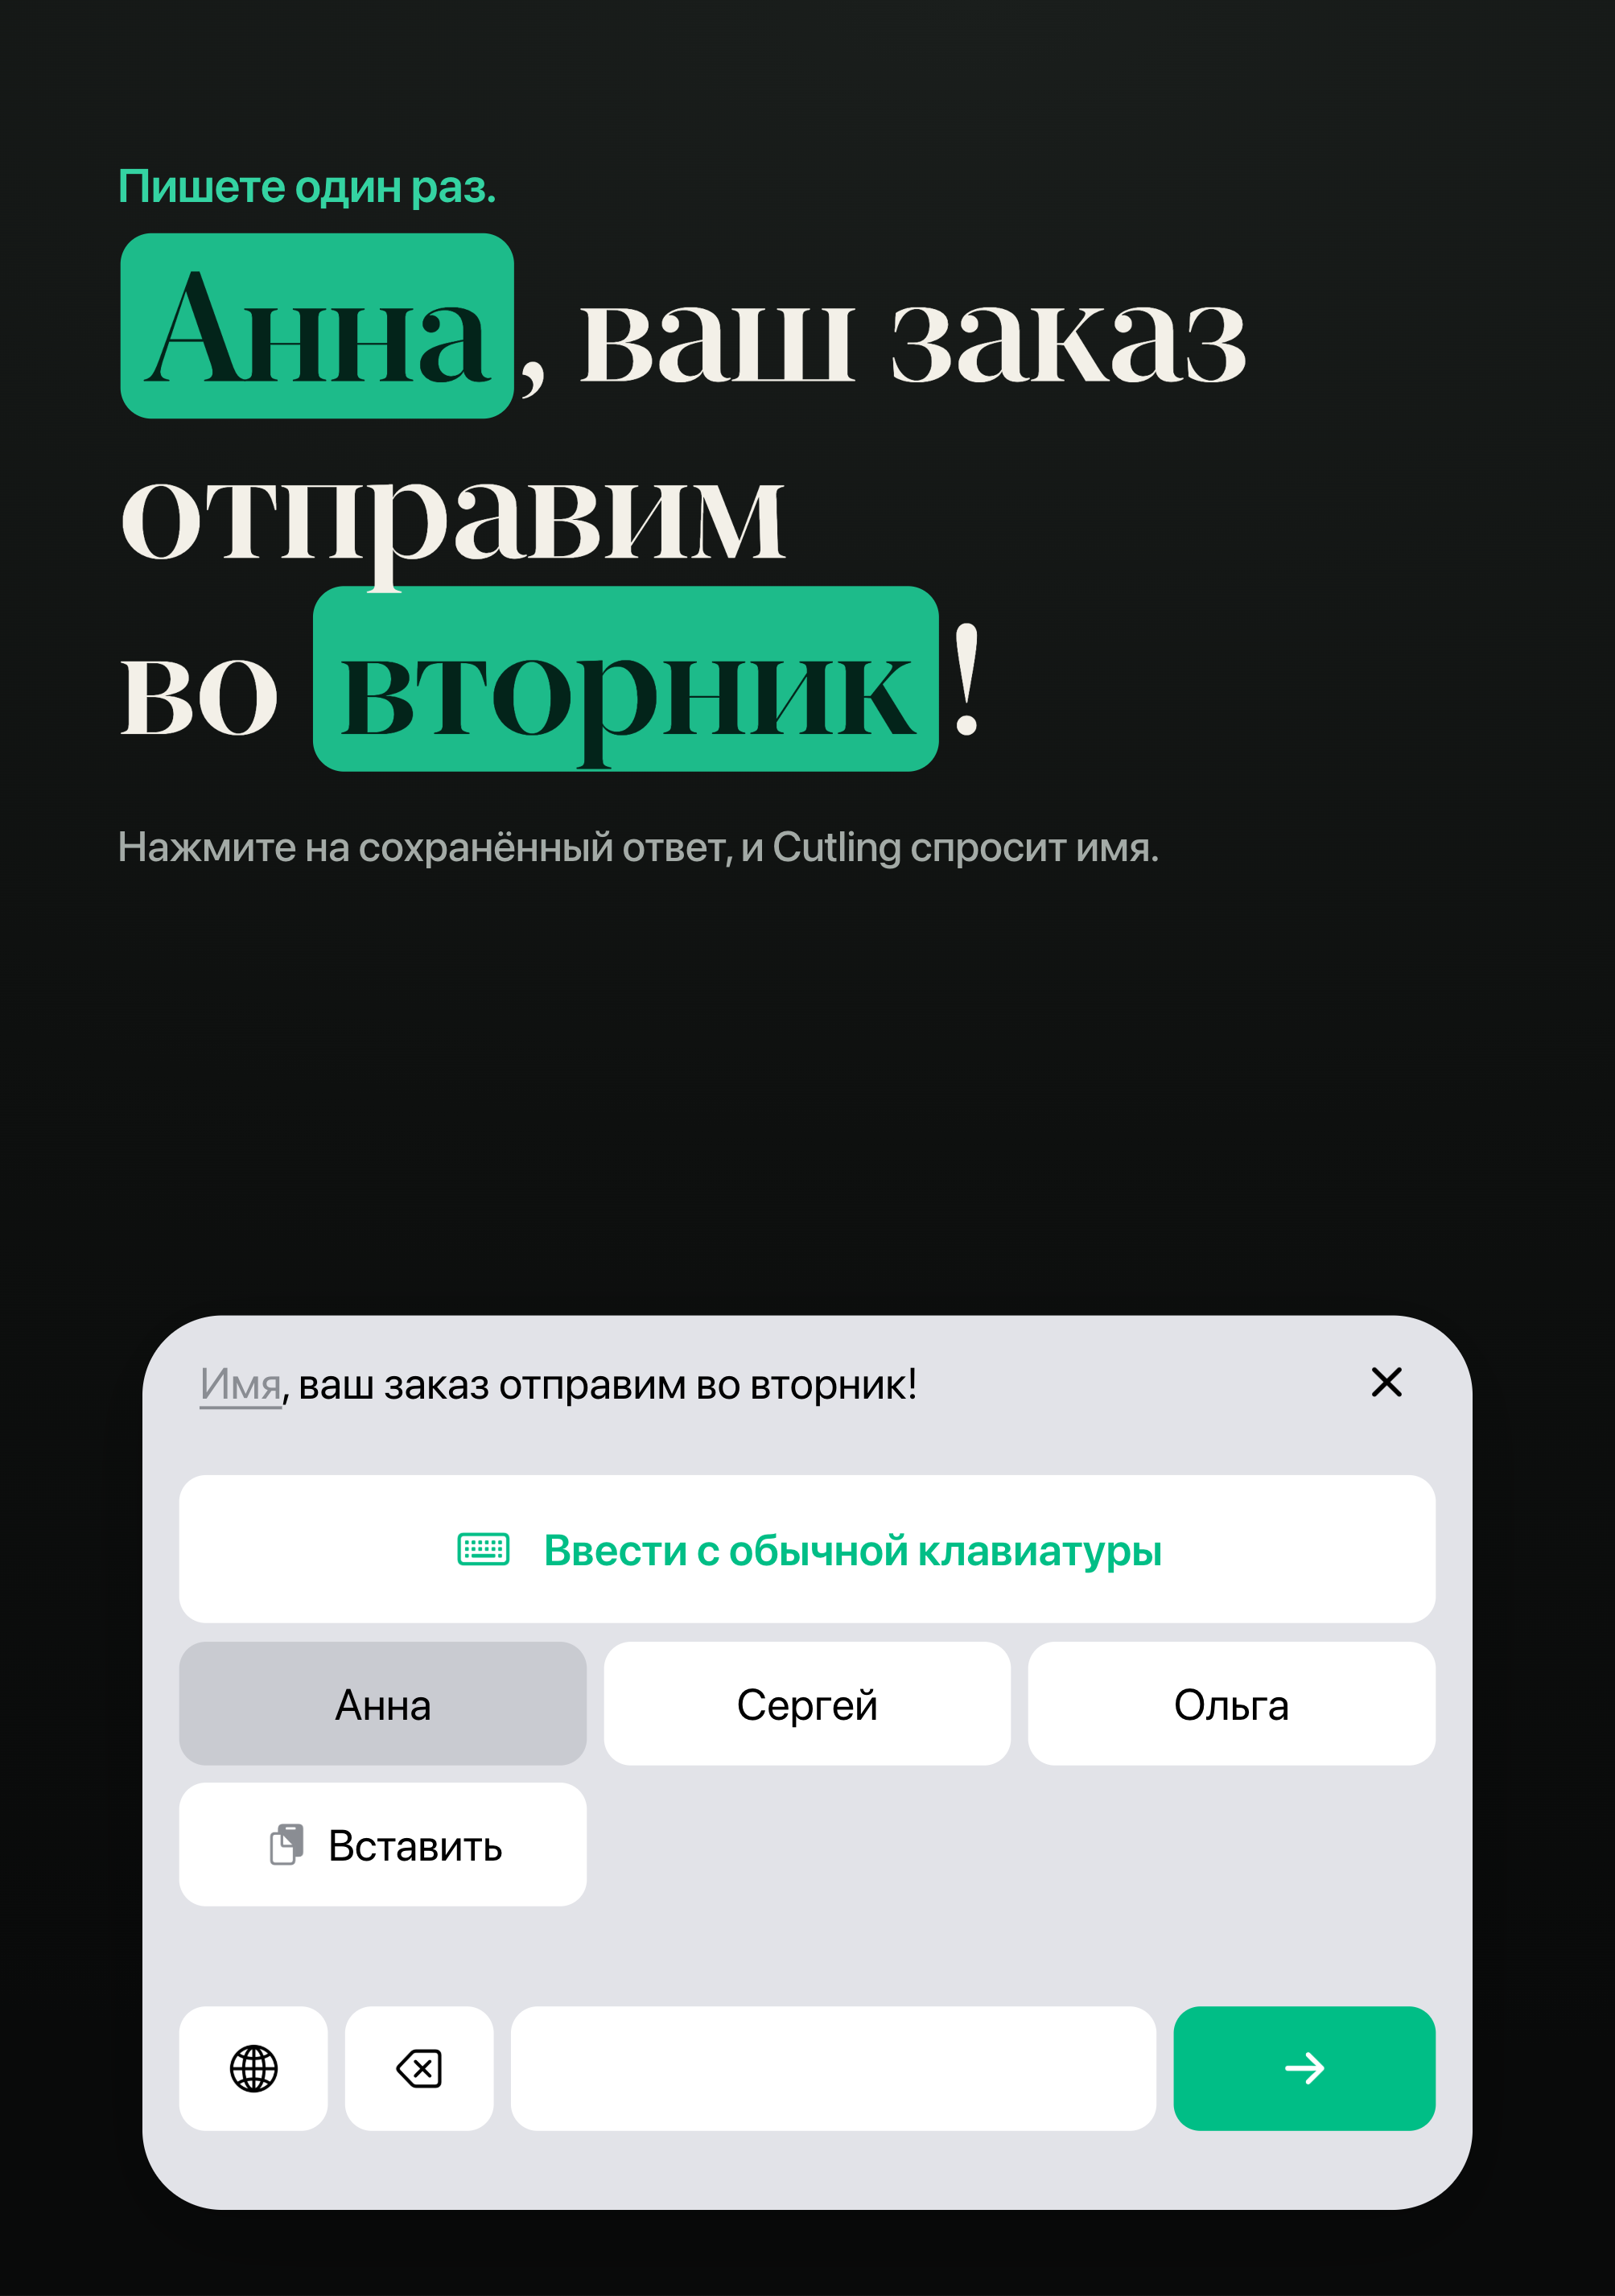 Пишете один раз.
Анна, ваш заказ
отправим
во вторник!
Нажмите на сохранённый ответ, и Cutling спросит имя.
Имя, ваш заказ отправим во вторник!
Ввести с обычной клавиатуры
Анна
Сергей
Ольга
Вставить